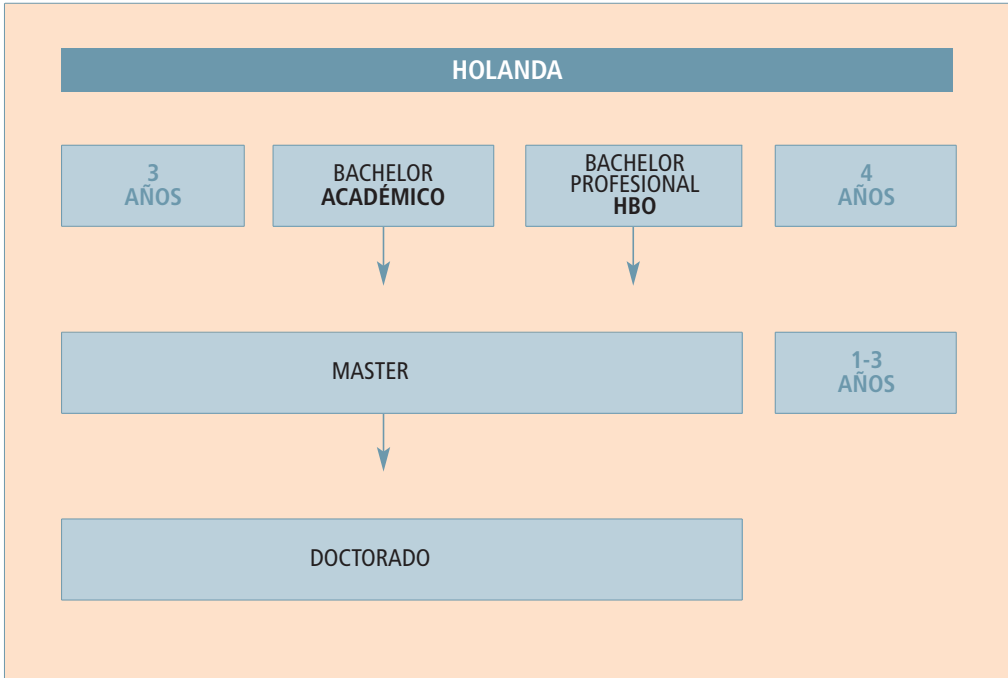 HOLANDA
3
AÑOS
BACHELOR
ACADÉMICO
BACHELOR
PROFESIONAL
HBO
4
AÑOS
MASTER
1-3
AÑOS
DOCTORADO